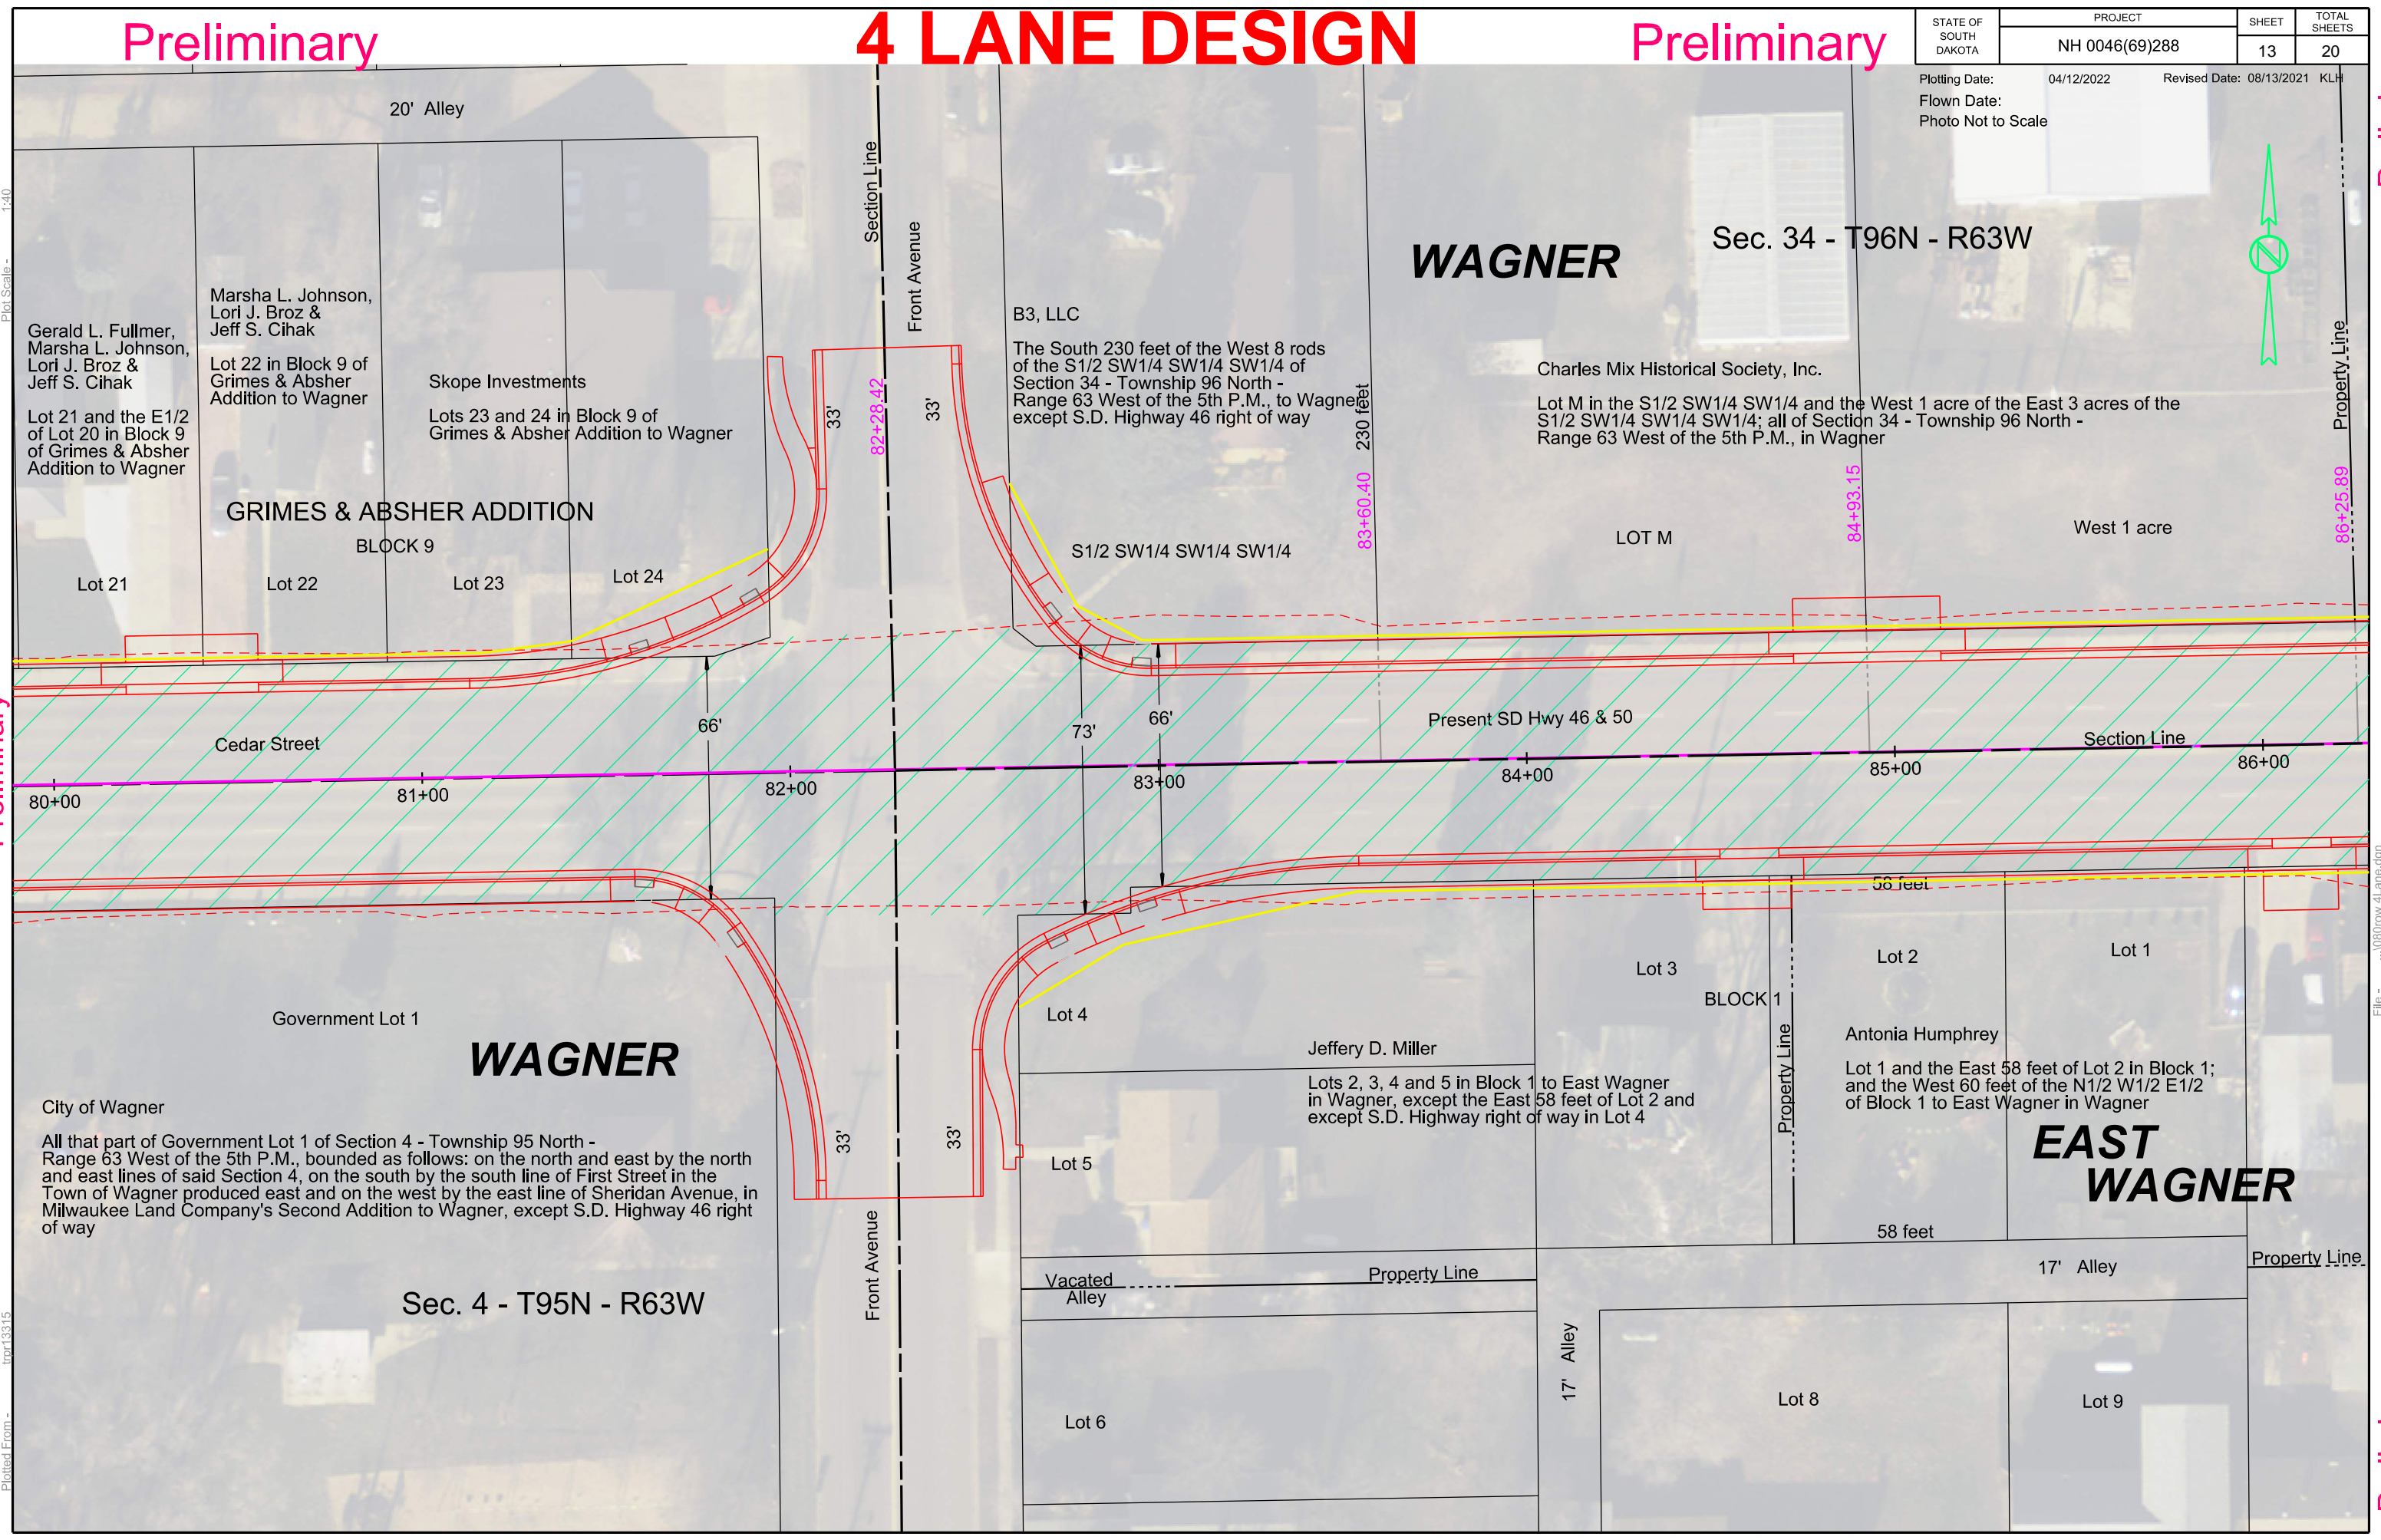 Preliminary
4 LANE DESIGN
Preliminary
STATE OF
SOUTH
DAKOTA
PROJECT
NH 0046(69)288
SHEET
13
TOTAL
SHEETS
20
Plotting Date: 04/12/2022
Revised Date: 08/13/2021 KLH
Flown Date:
Photo Not to Scale
20' Alley
Section Line
Front Avenue
WAGNER
Sec. 34 - T96N - R63W
Plot Scale - 1:40
Gerald L. Fullmer,
Marsha L. Johnson,
Lori J. Broz &
Jeff S. Cihak
Lot 21 and the E1/2
of Lot 20 in Block 9
of Grimes & Absher
Addition to Wagner
Marsha L. Johnson,
Lori J. Broz &
Jeff S. Cihak
Lot 22 in Block 9 of
Grimes & Absher
Addition to Wagner
Skope Investments
Lots 23 and 24 in Block 9 of
Grimes & Absher Addition to Wagner
33'
82+28.42
33'
B3, LLC
The South 230 feet of the West 8 rods
of the S1/2 SW1/4 SW1/4 SW1/4 of
Section 34 - Township 96 North -
Range 63 West of the 5th P.M., to Wagner
except S.D. Highway 46 right of way
230 feet
83+60.40
Charles Mix Historical Society, Inc.
Lot M in the S1/2 SW1/4 SW1/4 and the West 1 acre of the East 3 acres of the
S1/2 SW1/4 SW1/4 SW1/4; all of Section 34 - Township 96 North -
Range 63 West of the 5th P.M., in Wagner
Property Line
84+93.15
86+25.89
GRIMES & ABSHER ADDITION
BLOCK 9
Lot 21
Lot 22
Lot 23
Lot 24
S1/2 SW1/4 SW1/4 SW1/4
LOT M
West 1 acre
Cedar Street
66'
73'
66'
Present SD Hwy 46 & 50
Section Line
80+00
81+00
82+00
83+00
84+00
85+00
86+00
58 feet
Government Lot 1
WAGNER
City of Wagner
All that part of Government Lot 1 of Section 4 - Township 95 North -
Range 63 West of the 5th P.M., bounded as follows: on the north and east by the north
and east lines of said Section 4, on the south by the south line of First Street in the
Town of Wagner produced east and on the west by the east line of Sheridan Avenue, in
Milwaukee Land Company's Second Addition to Wagner, except S.D. Highway 46 right
of way
Sec. 4 - T95N - R63W
33'
33'
Front Avenue
Lot 4
Lot 5
Jeffery D. Miller
Lots 2, 3, 4 and 5 in Block 1 to East Wagner
in Wagner, except the East 58 feet of Lot 2 and
except S.D. Highway right of way in Lot 4
Lot 3
BLOCK 1
Property Line
Lot 2
Lot 1
Antonia Humphrey
Lot 1 and the East 58 feet of Lot 2 in Block 1;
and the West 60 feet of the N1/2 W1/2 E1/2
of Block 1 to East Wagner in Wagner
EAST
WAGNER
58 feet
Vacated
Alley
Property Line
17' Alley
Property Line
17' Alley
Lot 6
Lot 8
Lot 9
Plotted From - trpr13315
File -